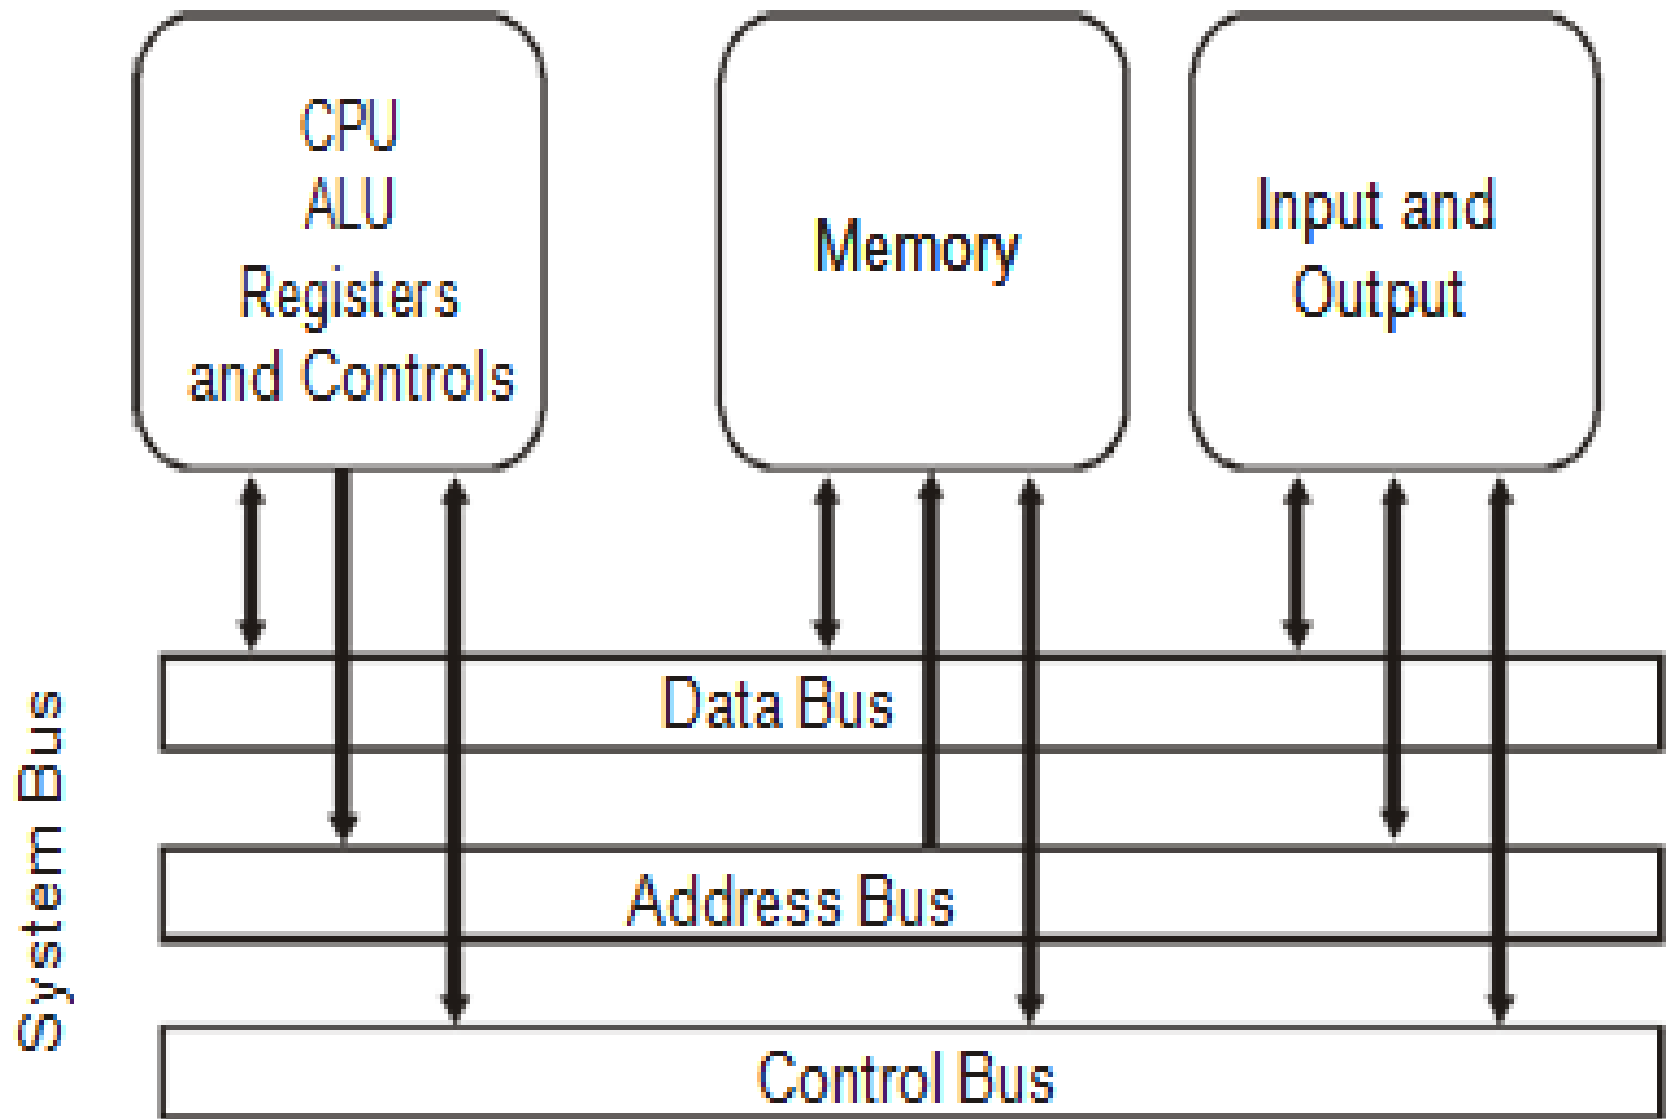 CPU
ALU
Registers
and Controls
Memory
Input and
Output
System Bus
Data Bus
Address Bus
Control Bus